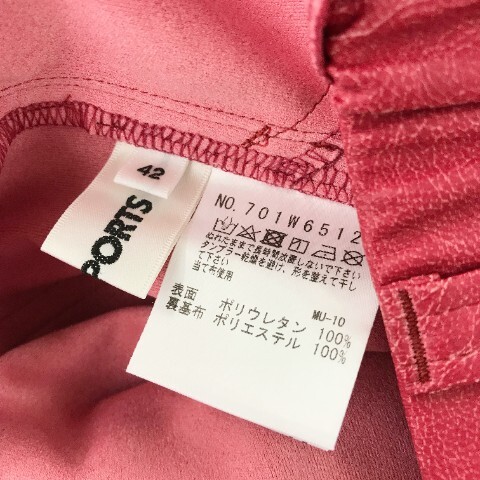 42
PORTS
NO. 701W6512
ぬれたままで長時間放置しないで下さい
タンブラー乾燥を避け、形を整えて干し
て下さい
当て布使用
MU-10
表面 ポリウレタン 100%
裏基布 ポリエステル 100%